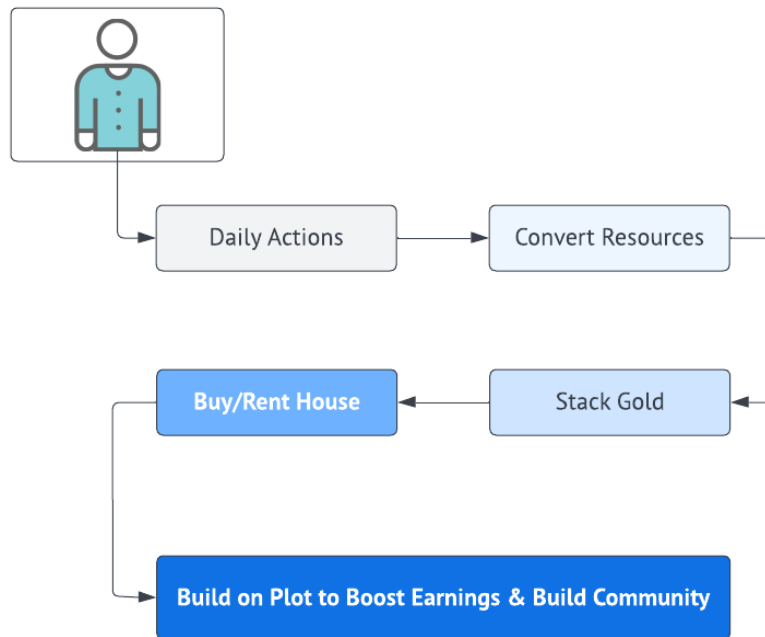 Daily Actions
Convert Resources
Stack Gold
Buy/Rent House
Build on Plot to Boost Earnings & Build Community